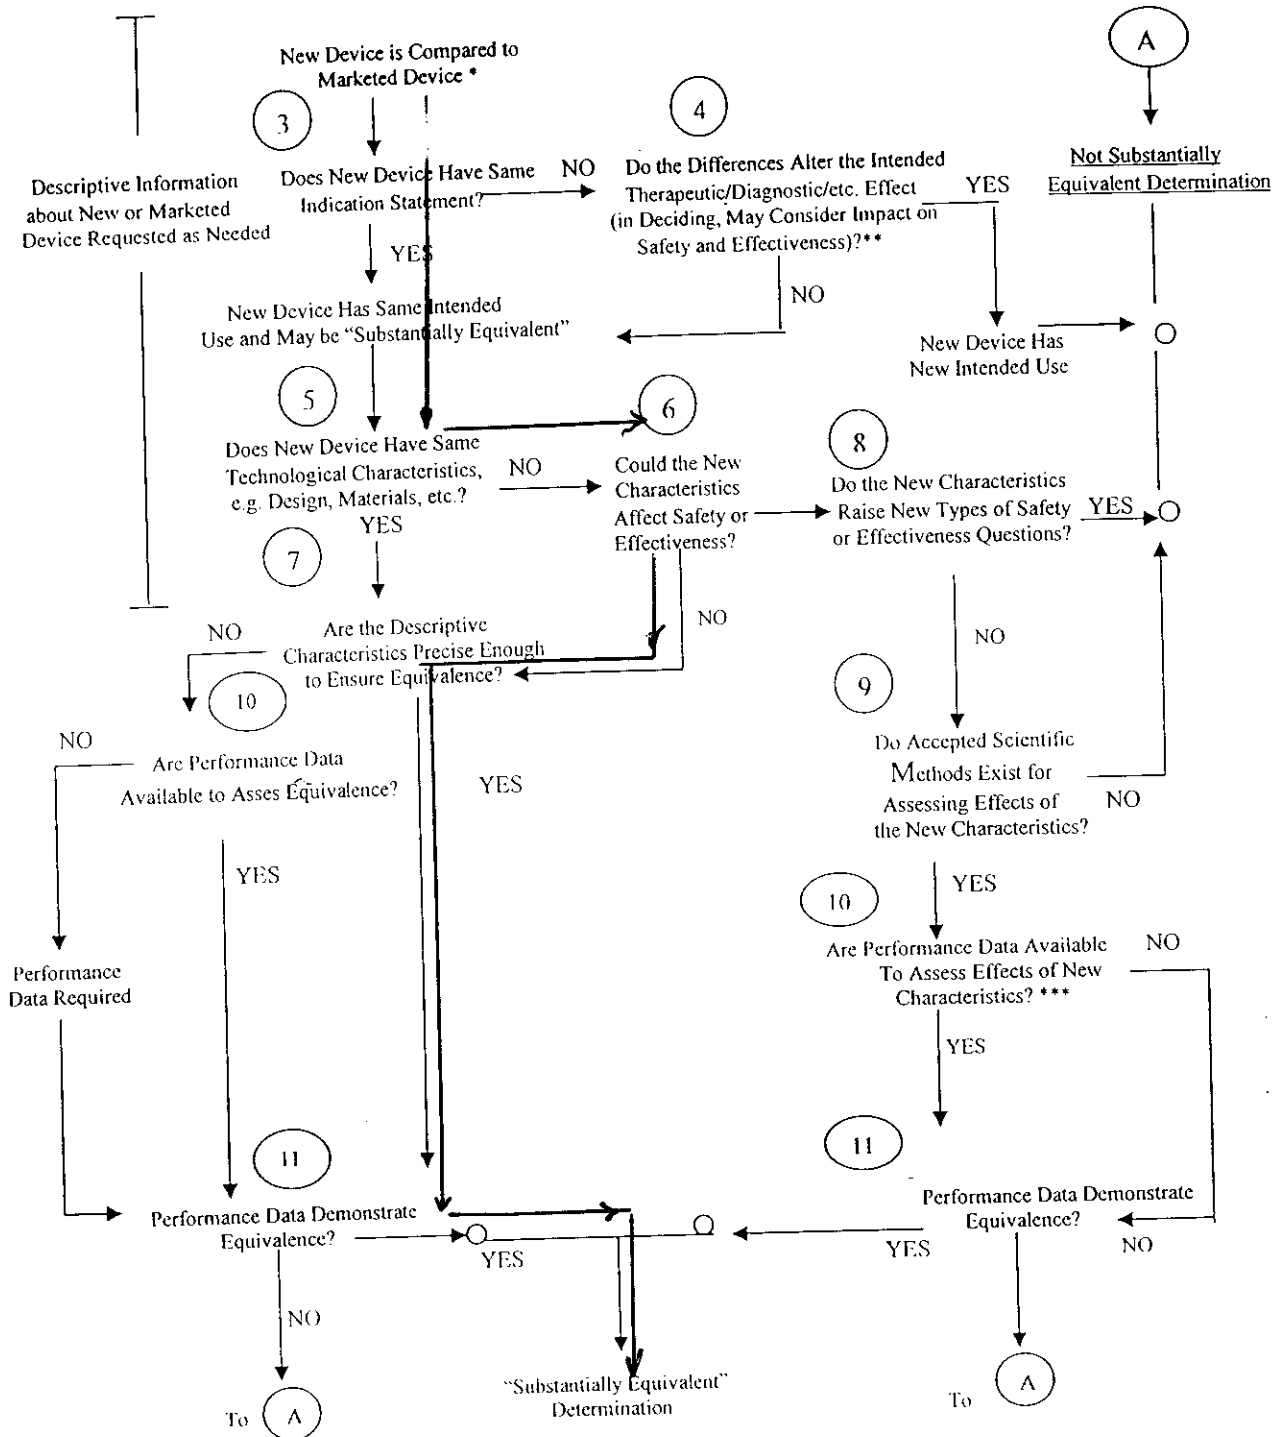 A
New Device is Compared to
Marketed Device *
3
4
Descriptive Information
about New or Marketed
Device Requested as Needed
Does New Device Have Same
Indication Statement?
NO
Do the Differences Alter the Intended
Therapeutic/Diagnostic/etc. Effect
(in Deciding, May Consider Impact on
Safety and Effectiveness)?**
YES
Not Substantially
Equivalent Determination
YES
NO
New Device Has Same Intended
Use and May be “Substantially Equivalent”
New Device Has
New Intended Use
5
6
8
Does New Device Have Same
Technological Characteristics,
e.g. Design, Materials, etc.?
NO
Could the New
Characteristics
Affect Safety or
Effectiveness?
Do the New Characteristics
Raise New Types of Safety
or Effectiveness Questions?
YES
YES
7
NO
Are the Descriptive
Characteristics Precise Enough
to Ensure Equivalence?
NO
NO
10
9
NO
Are Performance Data
Available to Asses Equivalence?
YES
Do Accepted Scientific
Methods Exist for
Assessing Effects of
the New Characteristics?
NO
YES
YES
10
Performance
Data Required
Are Performance Data Available
To Assess Effects of New
Characteristics? ***
NO
YES
11
11
Performance Data Demonstrate
Equivalence?
YES
Performance Data Demonstrate
Equivalence?
YES
NO
NO
“Substantially Equivalent”
Determination
To A
To A